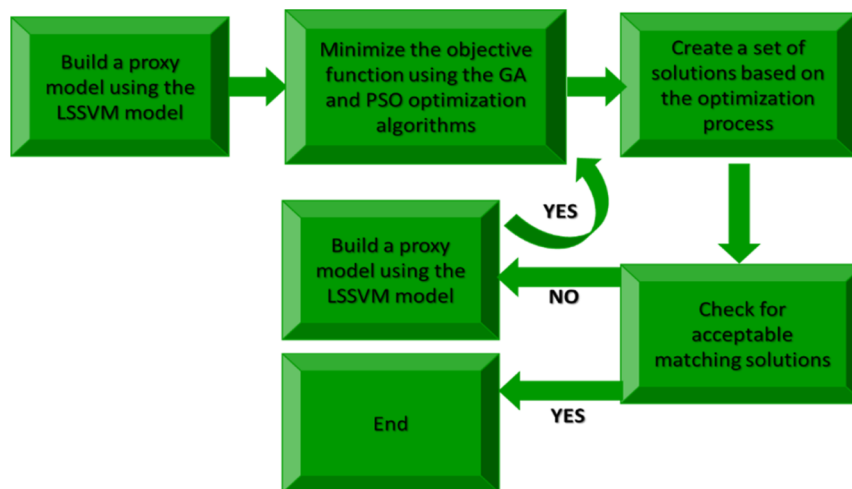 Build a proxy
model using the
LSSVM model
Minimize the objective
function using the GA
and PSO optimization
algorithms
Create a set of
solutions based on
the optimization
process
YES
Build a proxy
model using the
LSSVM model
NO
Check for
acceptable
matching solutions
YES
End